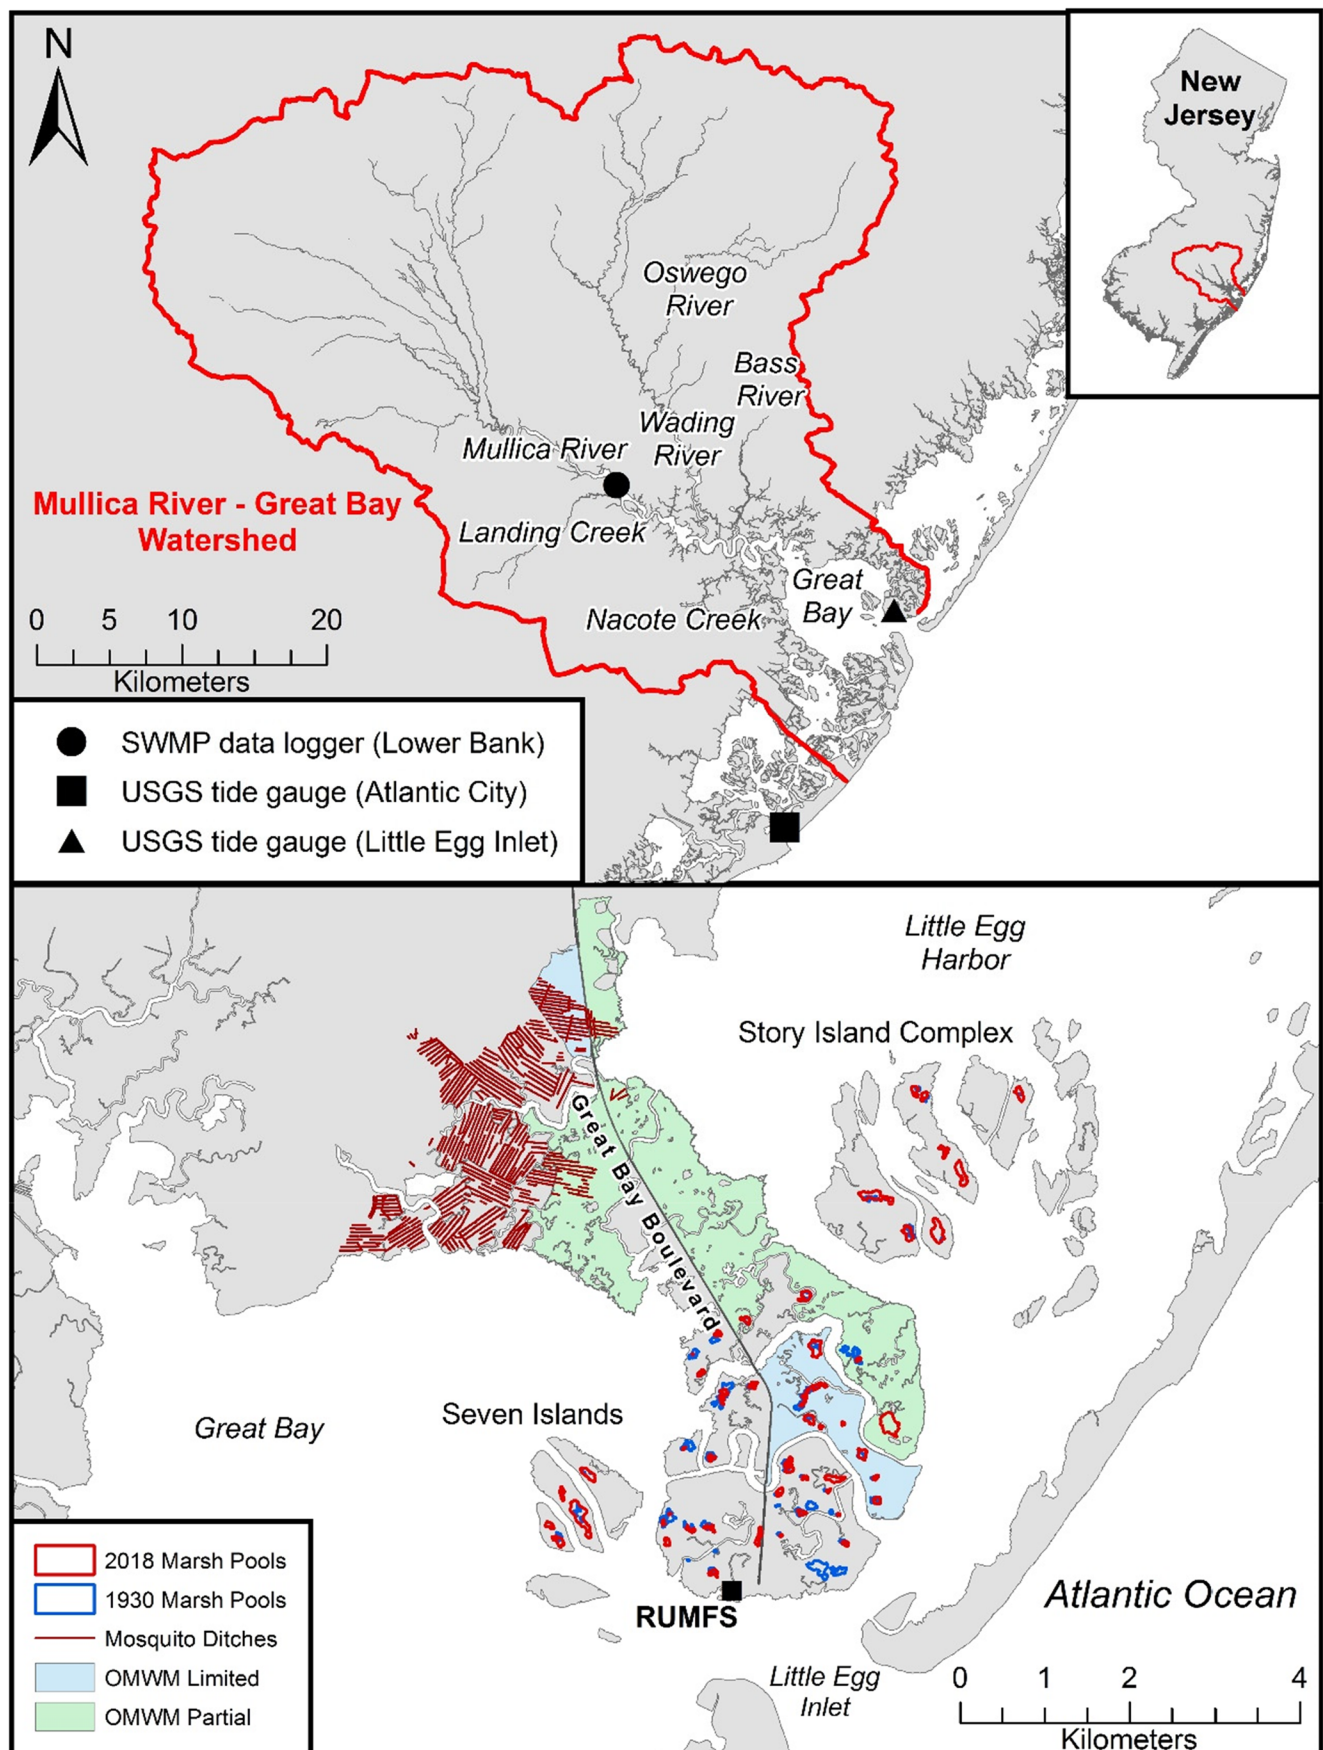 N
New
Jersey
Oswego
River
Bass
River
Wading
River
Mullica River
Mullica River - Great Bay
Watershed
Landing Creek
Great
Bay
Nacote Creek
0 5 10 20
Kilometers
SWMP data logger (Lower Bank)
USGS tide gauge (Atlantic City)
USGS tide gauge (Little Egg Inlet)
Little Egg
Harbor
Story Island Complex
Great Bay Boulevard
Great Bay
Seven Islands
2018 Marsh Pools
1930 Marsh Pools
Mosquito Ditches
OMWM Limited
OMWM Partial
RUMFS
Atlantic Ocean
Little Egg
Inlet
0 1 2 4
Kilometers